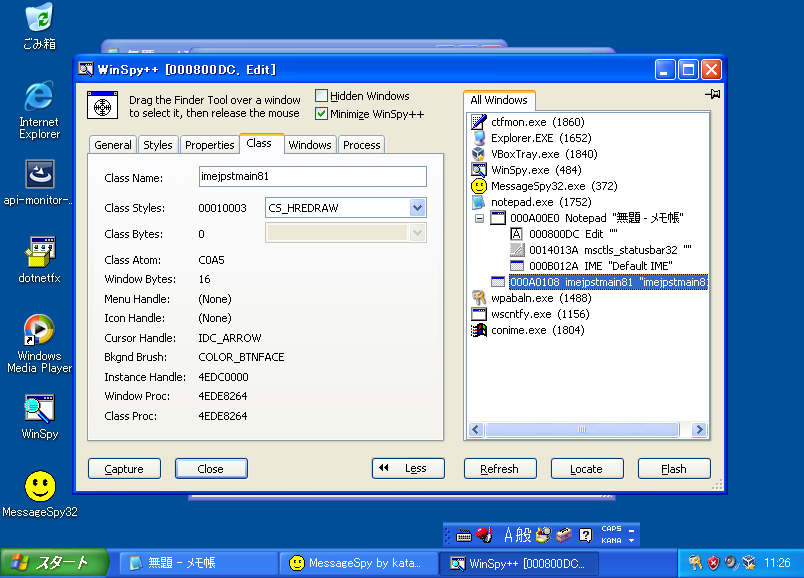 ごみ箱
Internet
Explorer
api-monitor-..
dotnetfx
Windows
Media Player
WinSpy
MessageSpy32
WinSpy++ [000800DC, Edit]
Drag the Finder Tool over a window
to select it, then release the mouse
Hidden Windows
Minimize WinSpy++
General
Styles
Properties
Class
Windows
Process
Class Name:
imejpstmain81
Class Styles:
00010003
CS_HREDRAW
Class Bytes:
0
Class Atom:
C0A5
Window Bytes:
16
Menu Handle:
(None)
Icon Handle:
(None)
Cursor Handle:
IDC_ARROW
Bkgnd Brush:
COLOR_BTNFACE
Instance Handle:
4EDC0000
Window Proc:
4EDE8264
Class Proc:
4EDE8264
Capture
Close
Less
All Windows
ctfmon.exe (1860)
Explorer.EXE (1652)
VBoxTray.exe (1840)
WinSpy.exe (484)
MessageSpy32.exe (372)
notepad.exe (1752)
000A00E0 Notepad "無題 - メモ帳"
000800DC Edit ""
0014013A msctls_statusbar32 ""
000B012A IME "Default IME"
000A0108 imejpstmain81 "imejpstmain81
wpabaln.exe (1488)
wscntfy.exe (1156)
conime.exe (1804)
Refresh
Locate
Flash
A 般
CAPS
KANA
スタート
無題 - メモ帳
MessageSpy by kata...
WinSpy++ [000800DC...
11:26